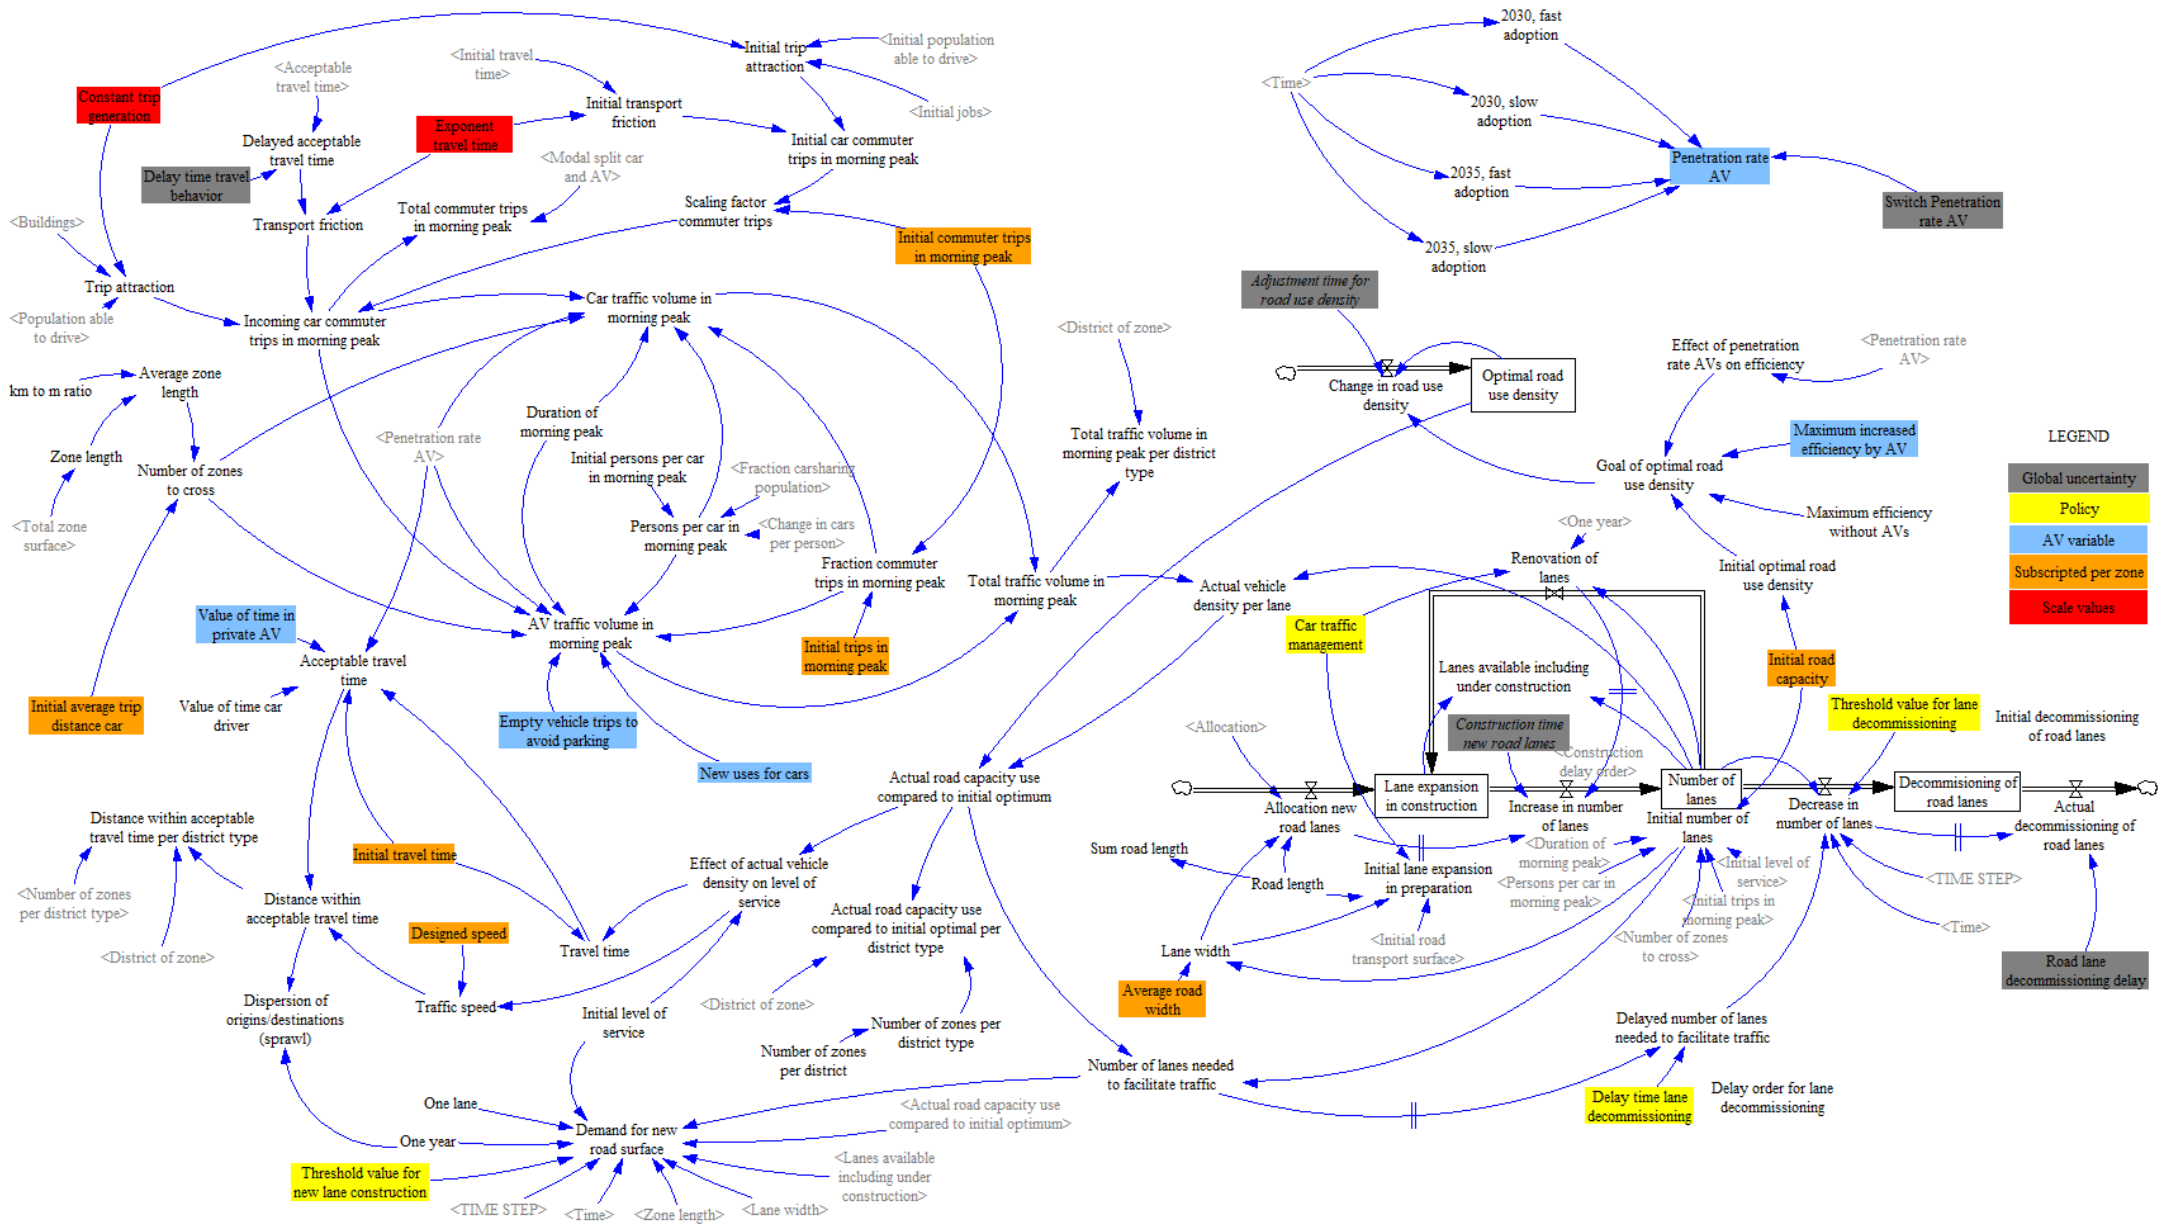 2030, fast
adoption
Initial trip
attraction
<Initial population
able to drive>
<Initial travel
time>
<Acceptable
travel time>
<Time>
Constant trip
generation
Initial transport
friction
<Initial jobs>
2030, slow
adoption
Exponent
travel time
Initial car commuter
trips in morning peak
Delayed acceptable
travel time
<Modal split car
and AV>
Penetration rate
AV
Delay time travel
behavior
2035, fast
adoption
Switch Penetration
rate AV
Total commuter trips
in morning peak
Scaling factor
commuter trips
<Buildings>
Transport friction
Initial commuter trips
in morning peak
2035, slow
adoption
Trip attraction
Adjustment time for
road use density
Car traffic volume in
morning peak
<Population able
to drive>
Incoming car commuter
trips in morning peak
<District of zone>
Effect of penetration
rate AVs on efficiency
<Penetration rate
AV>
km to m ratio
Average zone
length
Change in road use
density
Optimal road
use density
Duration of
morning peak
<Penetration rate
AV>
Total traffic volume in
morning peak per district
type
Maximum increased
efficiency by AV
LEGEND
Zone length
Number of zones
to cross
Initial persons per car
in morning peak
<Fraction carsharing
population>
Goal of optimal road
use density
Global uncertainty
Policy
AV variable
Subscripted per zone
Scale values
<Total zone
surface>
Persons per car in
morning peak
<Change in cars
per person>
Maximum efficiency
without AVs
<One year>
Renovation of
lanes
Initial optimal road
use density
Fraction commuter
trips in morning peak
Total traffic volume in
morning peak
Actual vehicle
density per lane
Value of time in
private AV
AV traffic volume in
morning peak
Initial trips in
morning peak
Car traffic
management
Acceptable travel
time
Lanes available including
under construction
Initial road
capacity
Initial average trip
distance car
Value of time car
driver
Empty vehicle trips to
avoid parking
<Allocation>
Construction time
new road lanes
<Construction
delay order>
Threshold value for lane
decommissioning
Initial decommissioning
of road lanes
New uses for cars
Actual road capacity use
compared to initial optimum
Lane expansion
in construction
Number of
lanes
Decommisioning of
road lanes
Allocation new
road lanes
Increase in number
of lanes
Initial number of
lanes
Decrease in
number of lanes
Actual
decommissioning of
road lanes
Distance within acceptable
travel time per district type
Initial travel time
Effect of actual vehicle
density on level of
service
Sum road length
Road length
Initial lane expansion
in preparation
<Duration of
morning peak>
<Persons per car in
morning peak>
<Initial level of
service>
<Initial trips in
morning peak>
<TIME STEP>
<Number of zones
per district type>
Distance within
acceptable travel time
Actual road capacity use
compared to initial optimal per
district type
<Time>
<District of zone>
Designed speed
Travel time
Lane width
<Initial road
transport surface>
<Number of zones
to cross>
Road lane
decommissioning delay
Dispersion of
origins/destinations
(sprawl)
Traffic speed
Initial level of
service
<District of zone>
Average road
width
Number of zones per
district type
Number of zones
per district
Delayed number of lanes
needed to facilitate traffic
Number of lanes needed
to facilitate traffic
One lane
<Actual road capacity use
compared to initial optimum>
Delay time lane
decommissioning
Delay order for lane
decommissioning
One year
Demand for new
road surface
Threshold value for
new lane construction
<Lanes available
including under
construction>
<TIME STEP>
<Time>
<Zone length>
<Lane width>